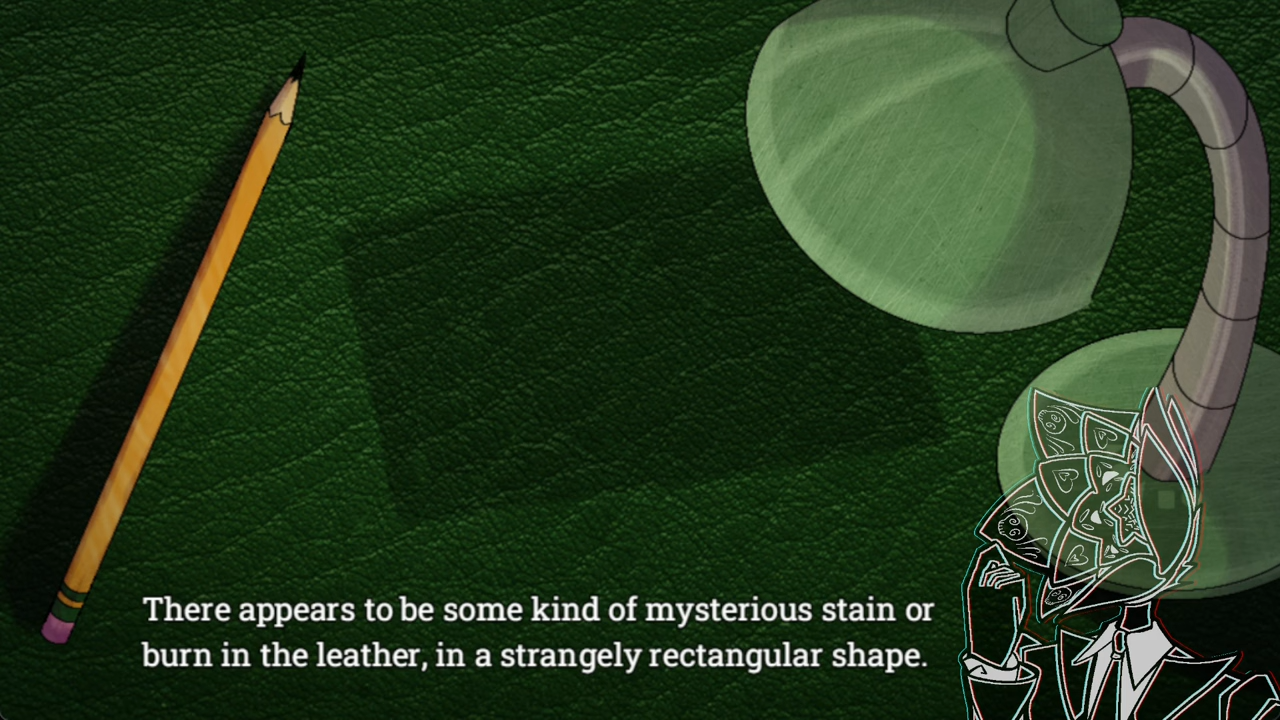 There appears to be some kind of mysterious stain or
burn in the leather, in a strangely rectangular shape.